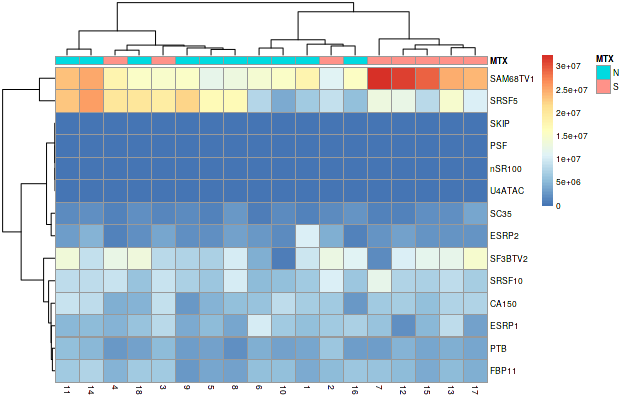 MTX
SAM68TV1
SRSF5
SKIP
PSF
nSR100
U4ATAC
SC35
ESRP2
SF3BTV2
SRSF10
CA150
ESRP1
PTB
FBP11
11 14 4 18 3 9 5 8 6 10 1 2 16 7 12 15 13 17
3e+07
2.5e+07
2e+07
1.5e+07
1e+07
5e+06
0
MTX
N
S